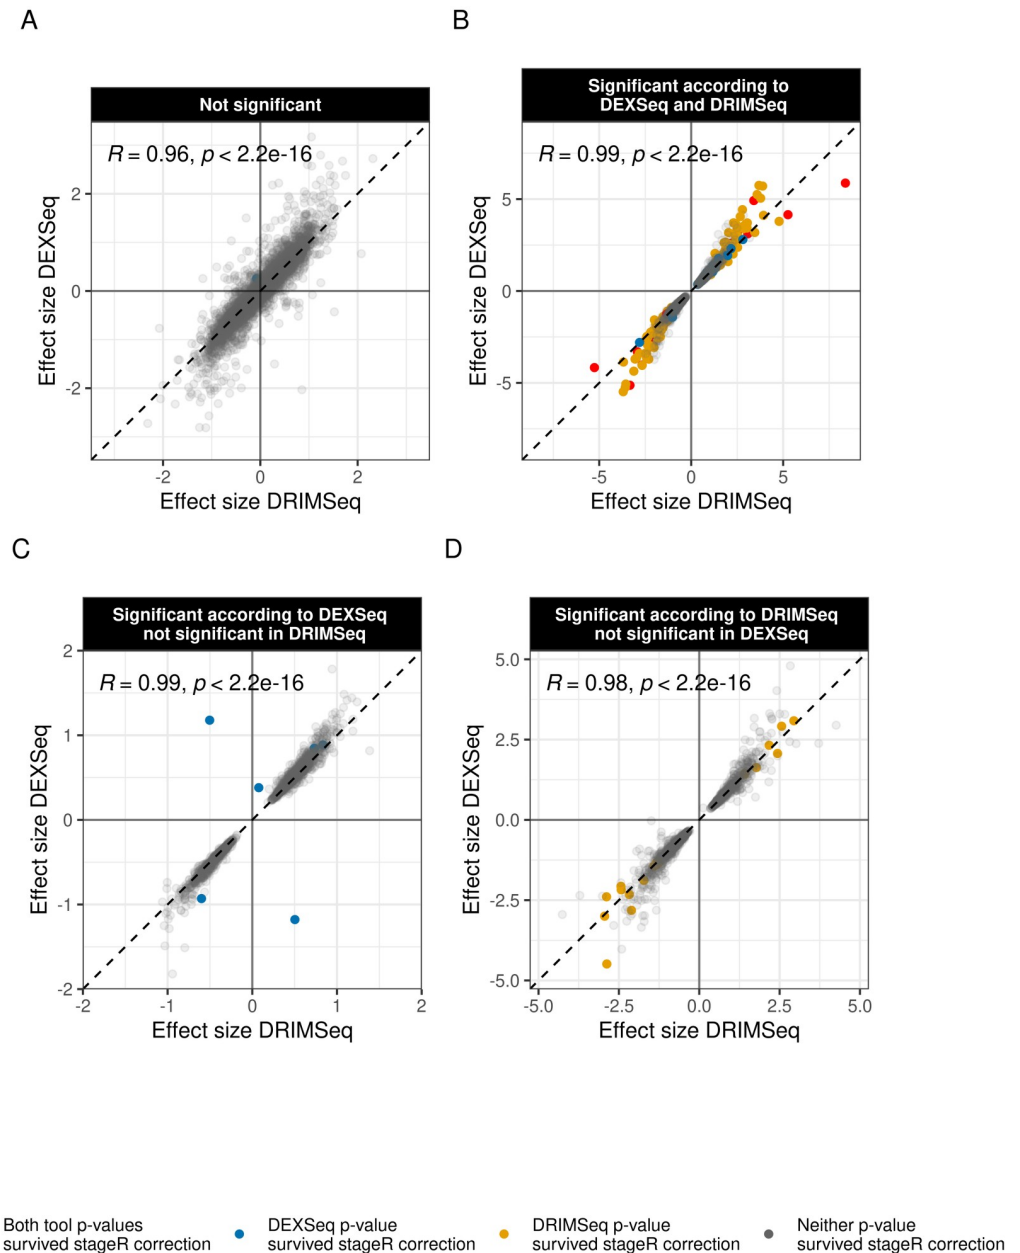 A
Not significant
R = 0.96, p < 2.2e-16
2
0
-2
Effect size DEXSeq
-2
0
2
Effect size DRIMSeq
B
Significant according to
DEXSeq and DRIMSeq
R = 0.99, p < 2.2e-16
5
0
-5
Effect size DEXSeq
-5
0
5
Effect size DRIMSeq
C
Significant according to DEXSeq
not significant in DRIMSeq
R = 0.99, p < 2.2e-16
2
1
0
-1
-2
Effect size DEXSeq
-2
-1
0
1
2
Effect size DRIMSeq
D
Significant according to DRIMSeq
not significant in DEXSeq
R = 0.98, p < 2.2e-16
5.0
2.5
0.0
-2.5
-5.0
Effect size DEXSeq
-5.0
-2.5
0.0
2.5
5.0
Effect size DRIMSeq
Both tool p-values
survived stageR correction
DEXSeq p-value
survived stageR correction
DRIMSeq p-value
survived stageR correction
Neither p-value
survived stageR correction